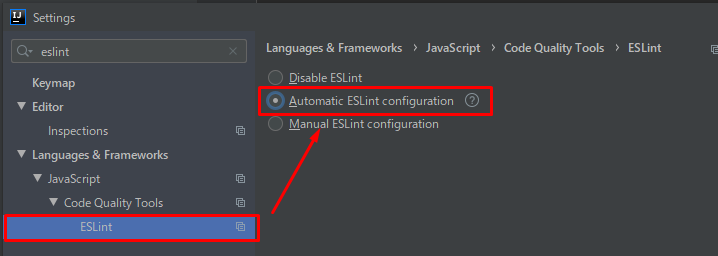 IJ Settings
eslint
Keymap
Editor
Inspections
Languages & Frameworks
JavaScript
Code Quality Tools
ESLint
Languages & Frameworks › JavaScript › Code Quality Tools › ESLint
Disable ESLint
Automatic ESLint configuration ?
Manual ESLint configuration